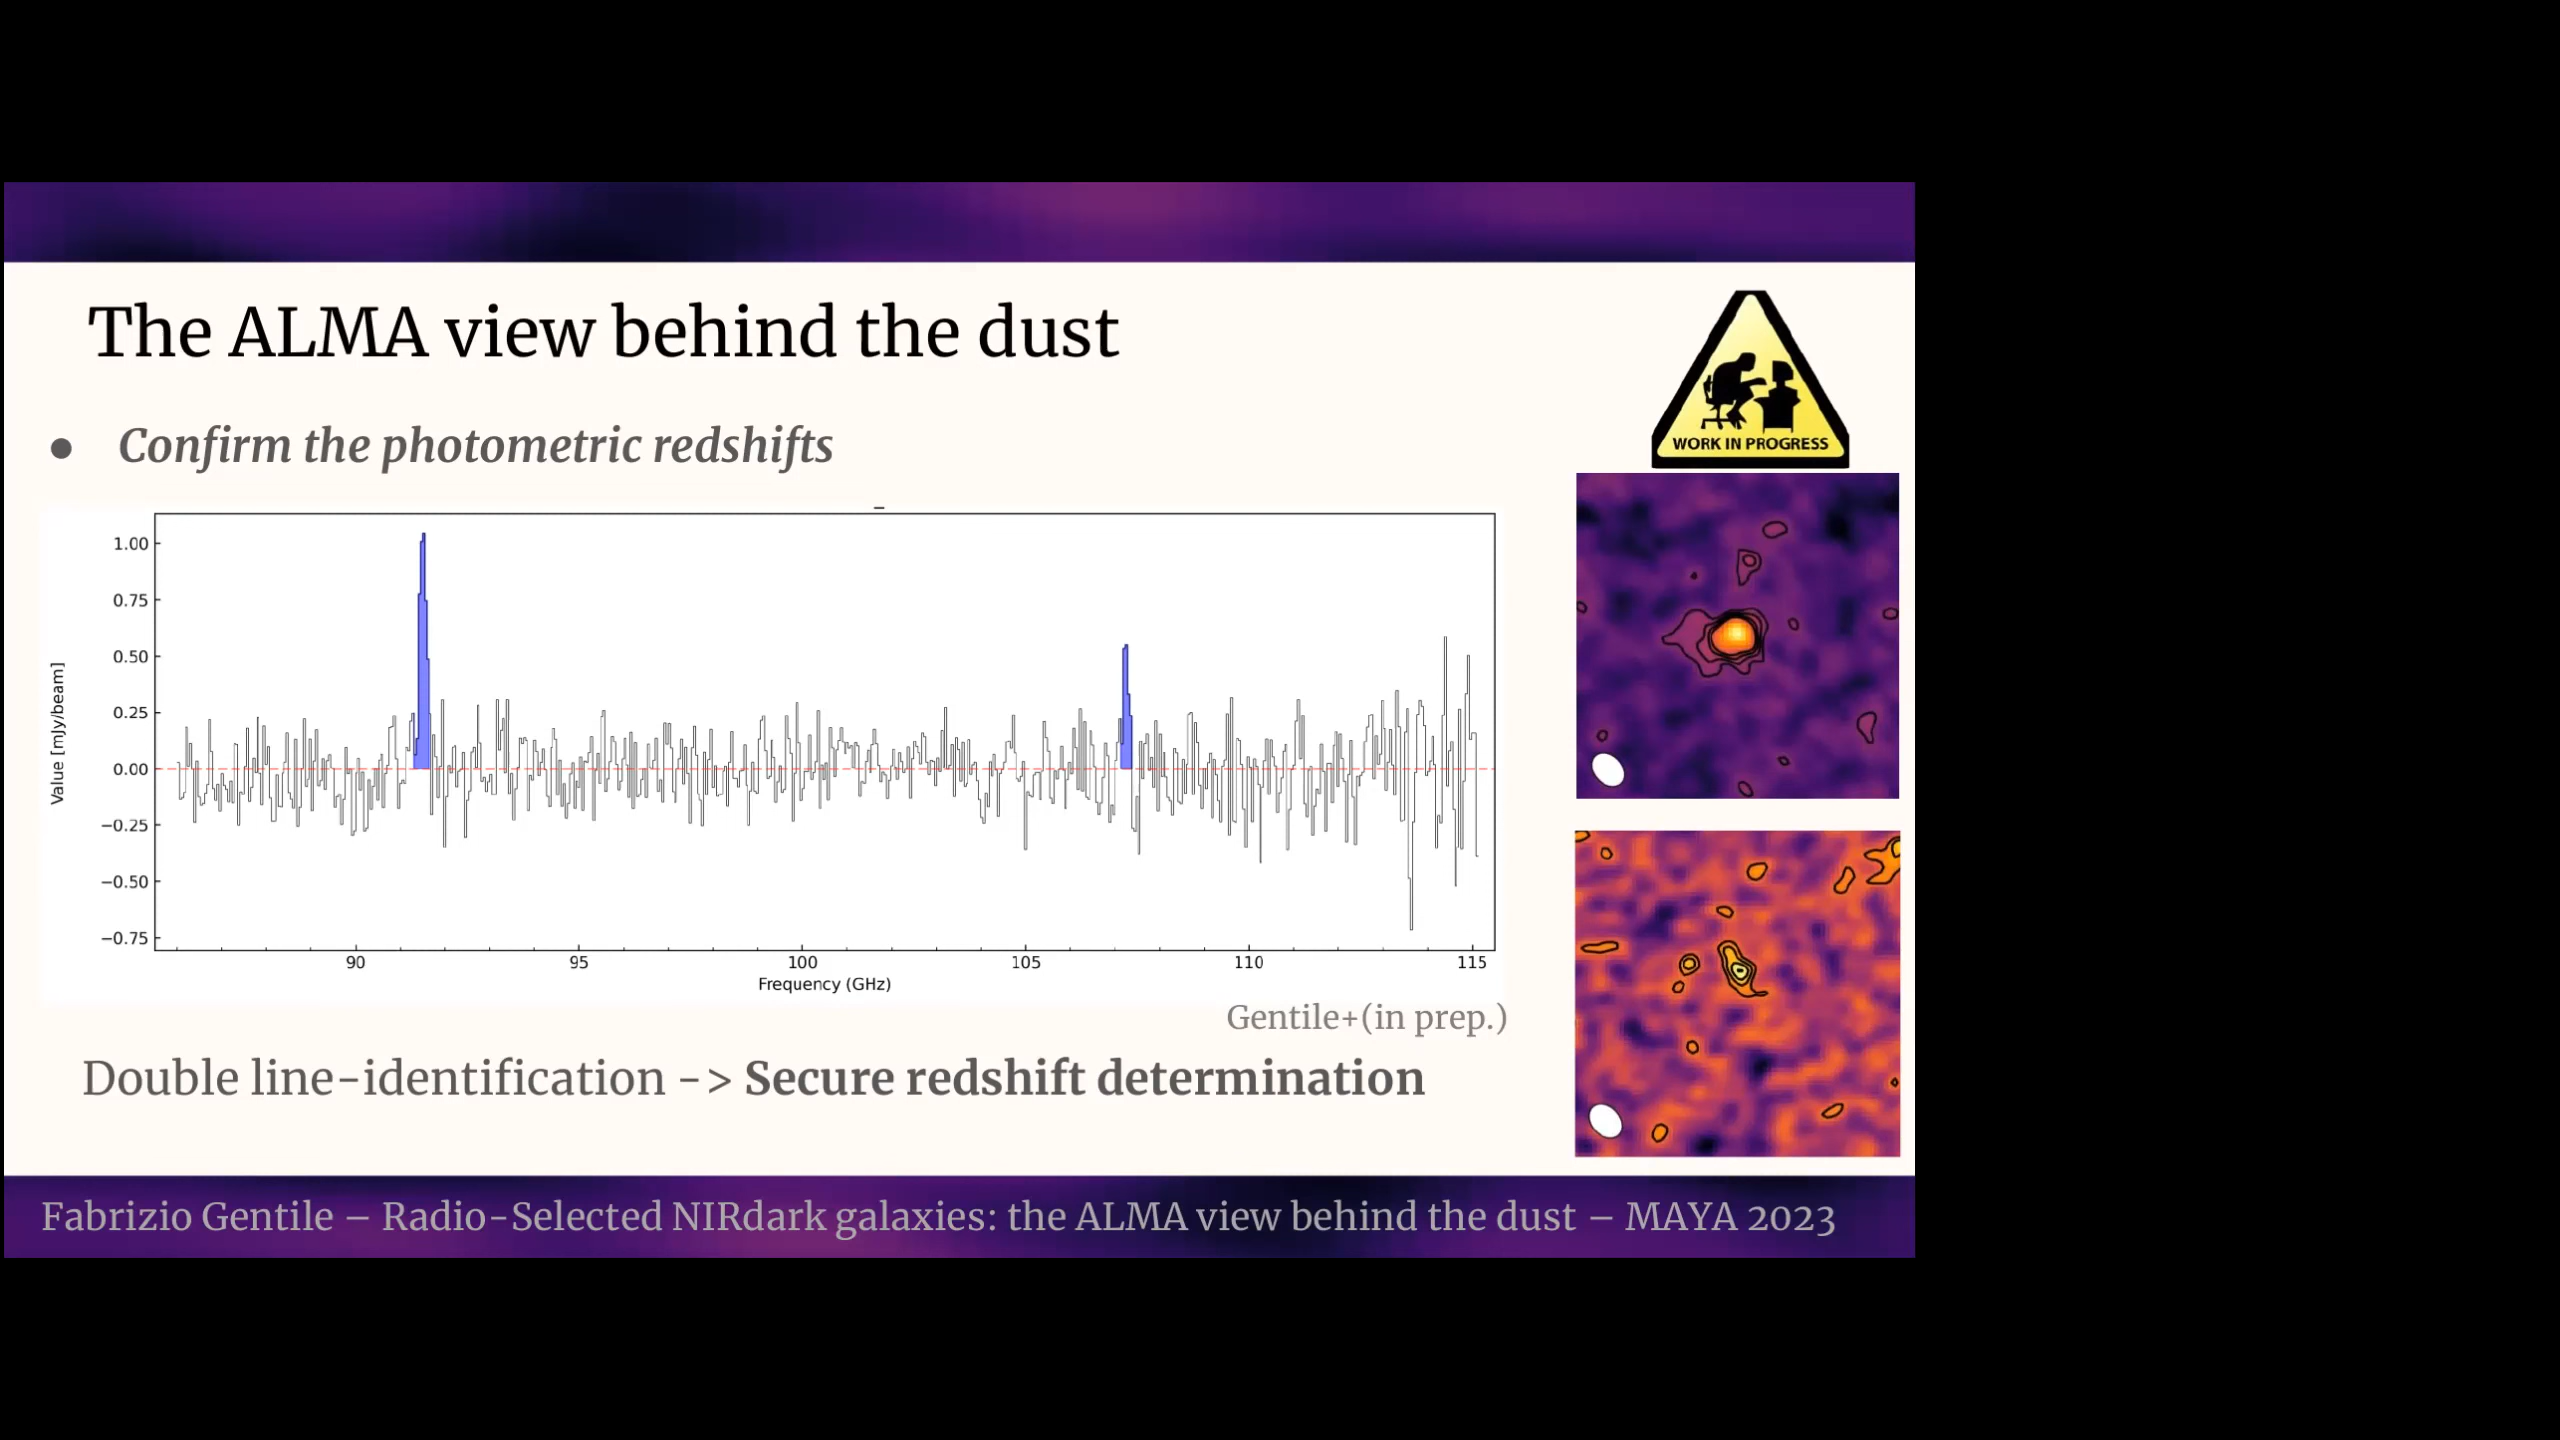 The ALMA view behind the dust
WORK IN PROGRESS
● Confirm the photometric redshifts
1.00
0.75
0.50
0.25
0.00
−0.25
−0.50
−0.75
Value [mJy/beam]
90 95 100 105 110 115
Frequency (GHz)
Gentile+(in prep.)
Double line-identification -> Secure redshift determination
Fabrizio Gentile – Radio-Selected NIRdark galaxies: the ALMA view behind the dust – MAYA 2023